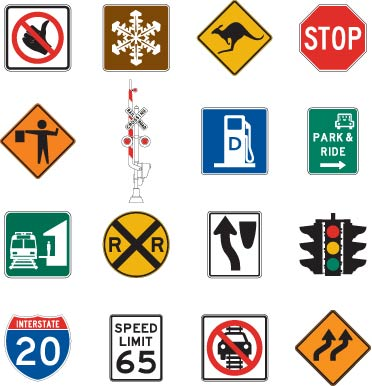 STOP
D
PARK &
RIDE
R R
INTERSTATE
20
SPEED
LIMIT
65